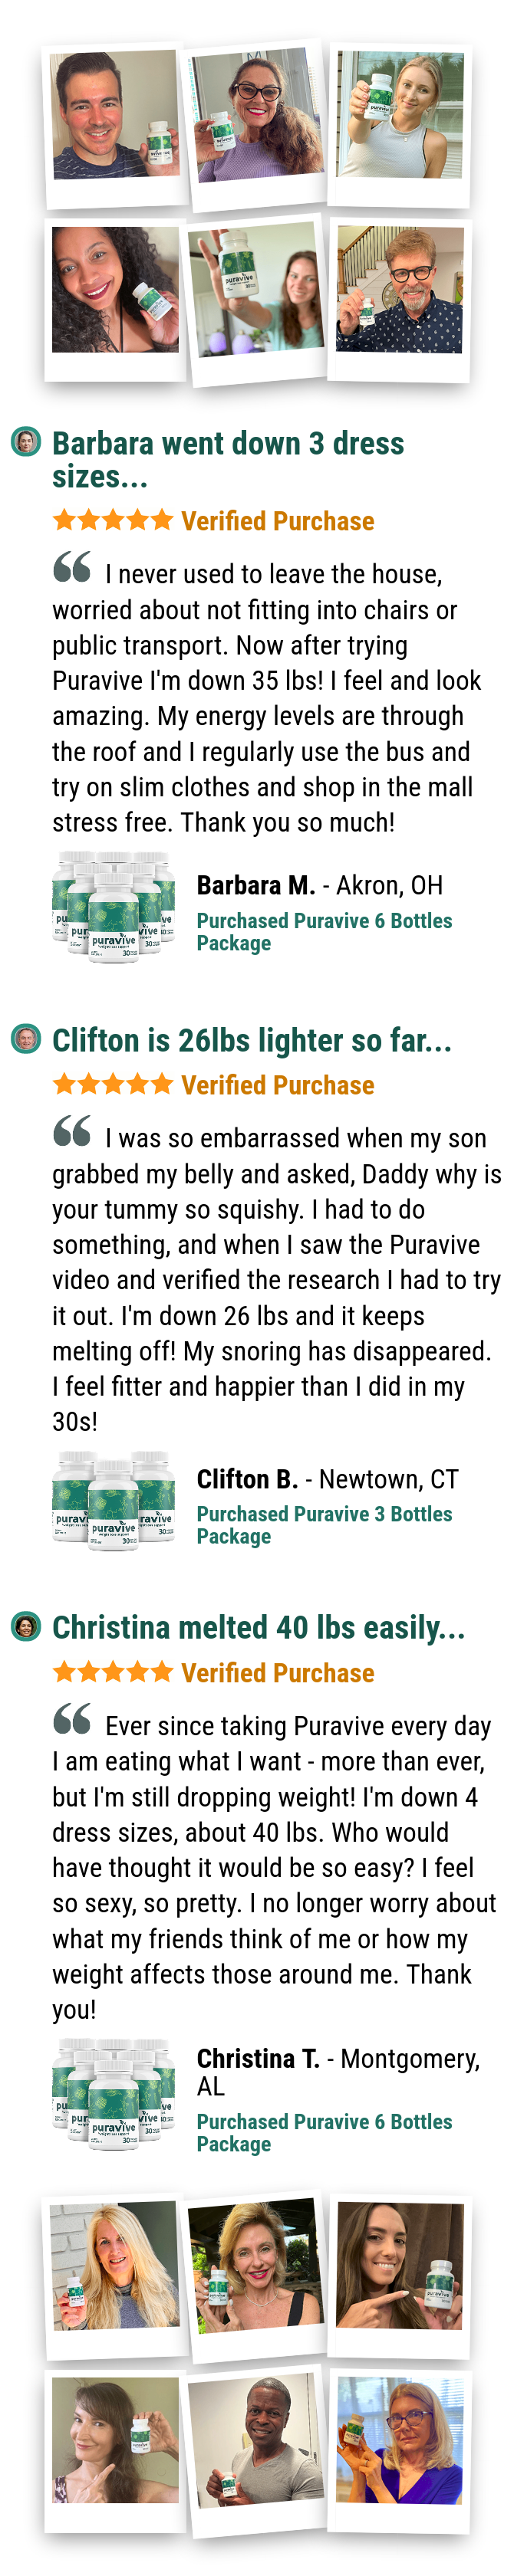 puravive
puravive
Barbara went down 3 dress
sizes...
Verified Purchase
“ I never used to leave the house,
worried about not fitting into chairs or
public transport. Now after trying
Puravive I'm down 35 lbs! I feel and look
amazing. My energy levels are through
the roof and I regularly use the bus and
try on slim clothes and shop in the mall
stress free. Thank you so much!
puravive
30
Barbara M. - Akron, OH
Purchased Puravive 6 Bottles
Package
Clifton is 26lbs lighter so far...
Verified Purchase
“ I was so embarrassed when my son
grabbed my belly and asked, Daddy why is
your tummy so squishy. I had to do
something, and when I saw the Puravive
video and verified the research I had to try
it out. I'm down 26 lbs and it keeps
melting off! My snoring has disappeared.
I feel fitter and happier than I did in my
30s!
puravive
30
Clifton B. - Newtown, CT
Purchased Puravive 3 Bottles
Package
Christina melted 40 lbs easily...
Verified Purchase
“ Ever since taking Puravive every day
I am eating what I want - more than ever,
but I'm still dropping weight! I'm down 4
dress sizes, about 40 lbs. Who would
have thought it would be so easy? I feel
so sexy, so pretty. I no longer worry about
what my friends think of me or how my
weight affects those around me. Thank
you!
puravive
30
Christina T. - Montgomery,
AL
Purchased Puravive 6 Bottles
Package
puravive